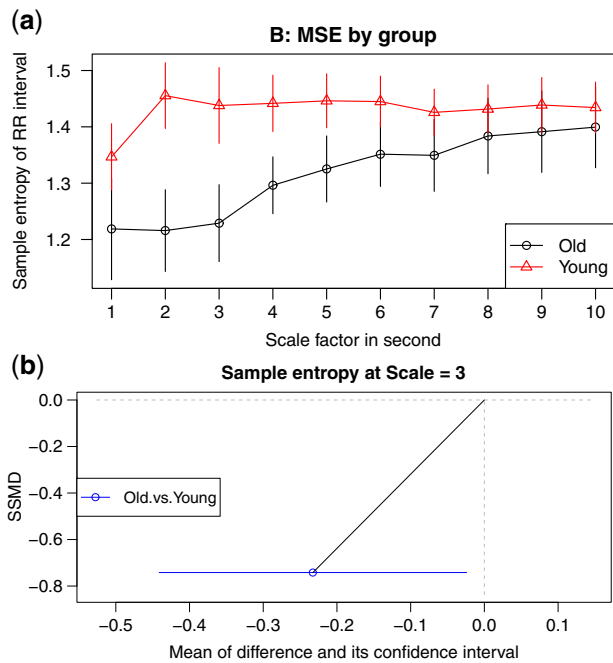 (a)
B: MSE by group
Sample entropy of RR interval
1.5
1.4
1.3
1.2
Old
Young
1 2 3 4 5 6 7 8 9 10
Scale factor in second
(b)
Sample entropy at Scale = 3
SSMD
0.0
−0.2
−0.4
−0.6
−0.8
Old.vs.Young
−0.5 −0.4 −0.3 −0.2 −0.1 0.0 0.1
Mean of difference and its confidence interval